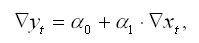 ∇y_t = α_0 + α_1 · ∇x_t,